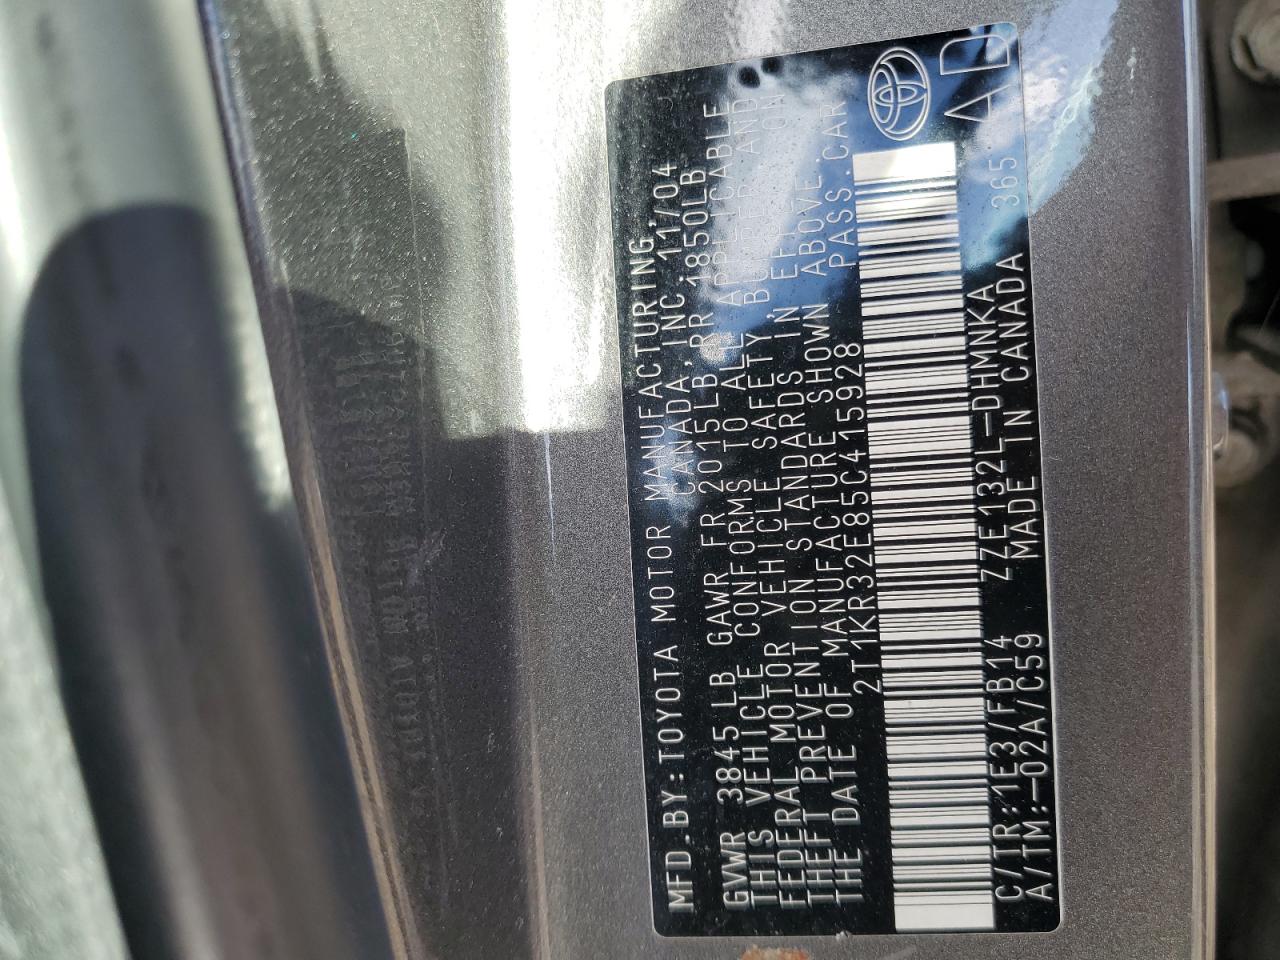 MFD.BY:TOYOTA MOTOR MANUFACTURING
CANADA,INC. 11/04
GVWR 3845LB GAWR FR 2015LB RR 1850LB
THIS VEHICLE CONFORMS TO ALL APPLICABLE
FEDERAL MOTOR VEHICLE SAFETY, BUMPER AND
THEFT PREVENTION STANDARDS IN EFFECT ON
THE DATE OF MANUFACTURE SHOWN ABOVE.
2T1KR32E85C415928 PASS.CAR
C/TR:1E3/FB14 ZZE132L-DHMNKA
A/TM:-02A/C59 MADE IN CANADA 365
AD